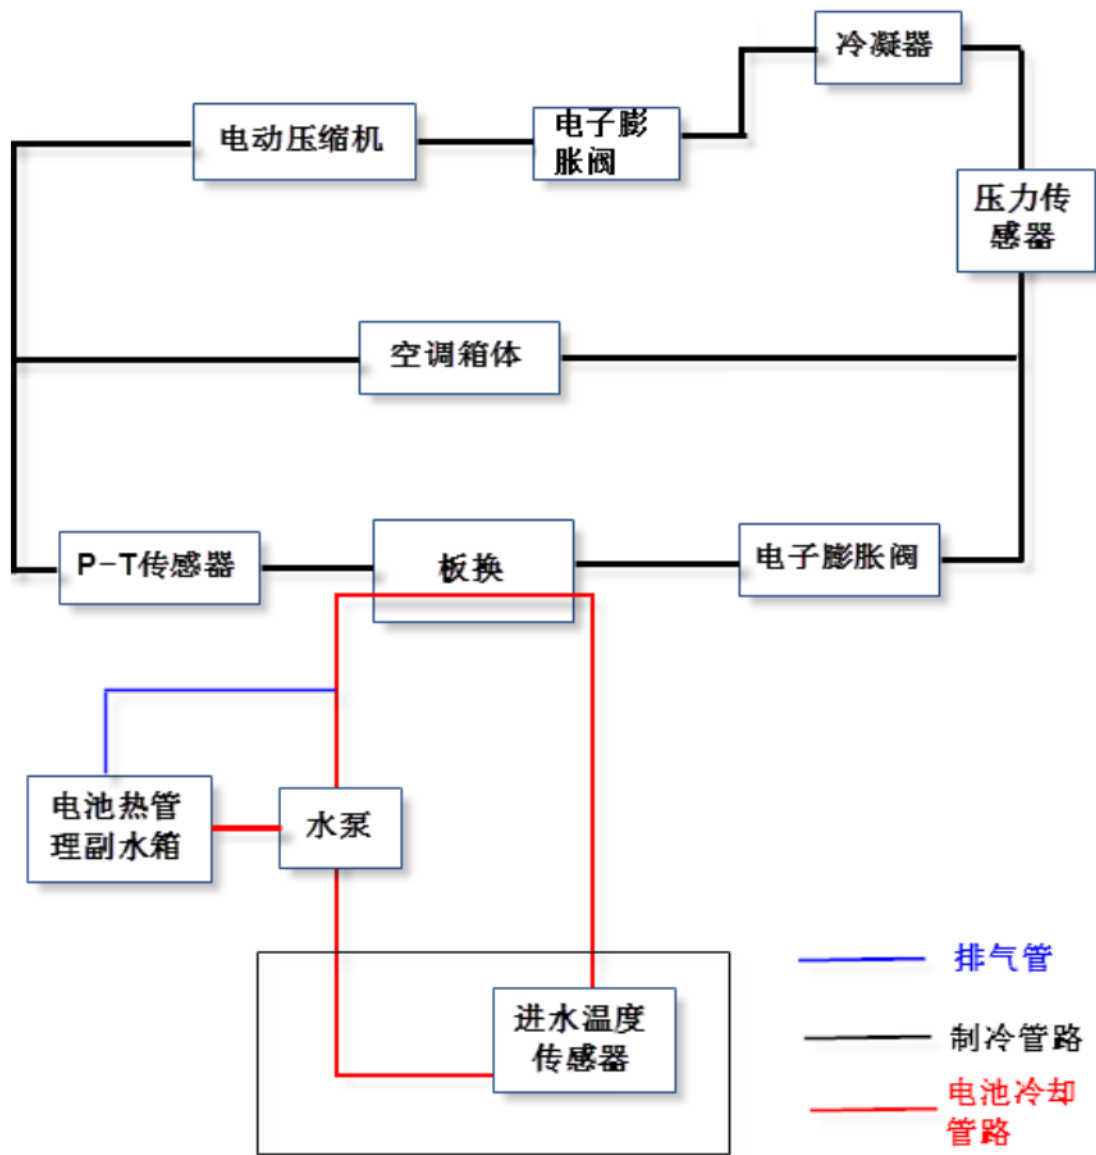 冷凝器
电动压缩机
电子膨
胀阀
压力传
感器
空调箱体
P-T传感器
板换
电子膨胀阀
电池热管
理副水箱
水泵
进水温度
传感器
排气管
制冷管路
电池冷却
管路